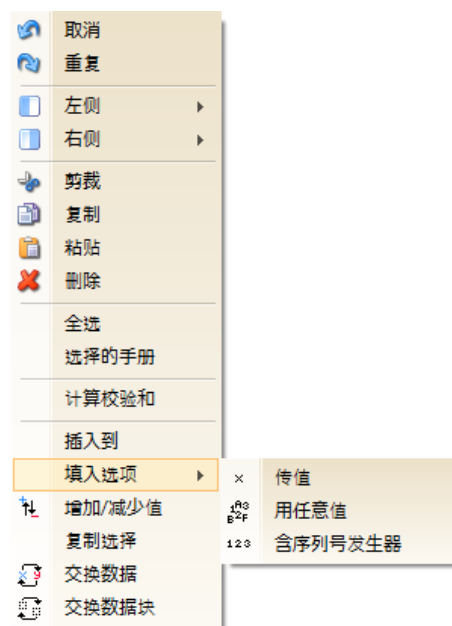 取消
重复
左侧
右侧
剪裁
复制
粘贴
删除
全选
选择的手册
计算校验和
插入到
填入选项
× 传值
增加/减少值
1A3
B2F 用任意值
复制选择
123 含序列号发生器
x y 交换数据
交换数据块